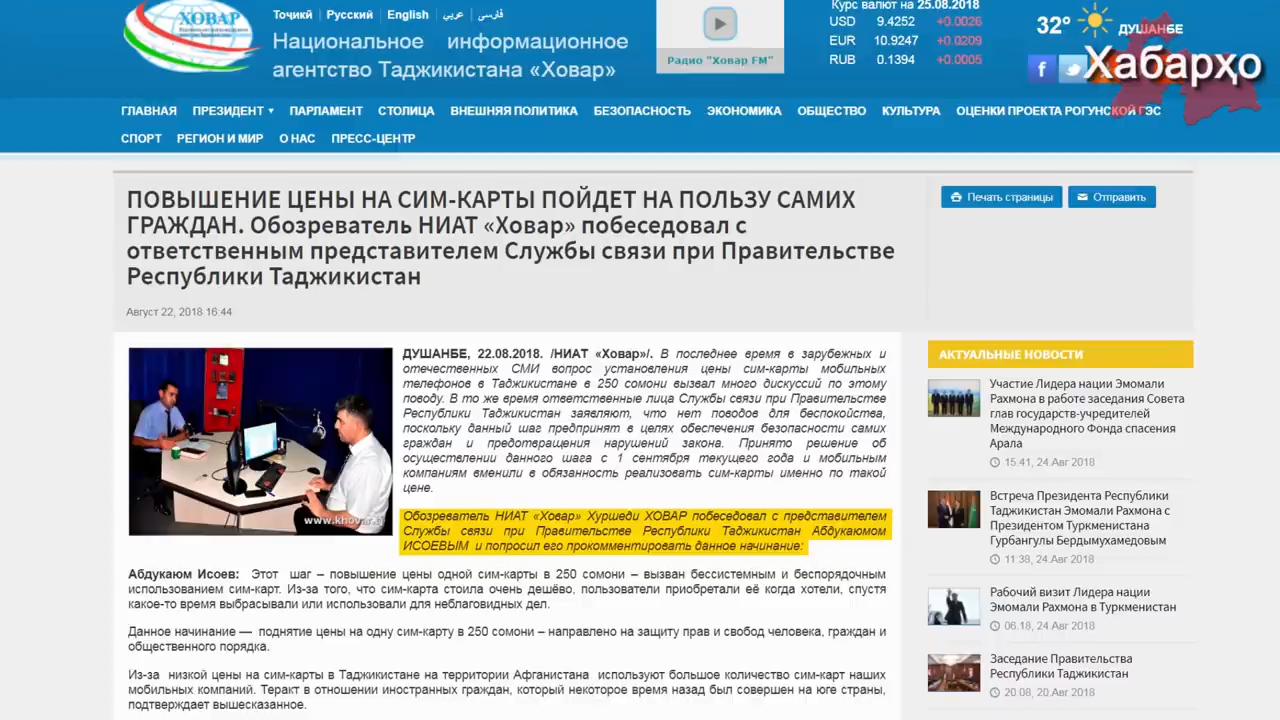 ХОВАР
Тоҷикӣ Русский English عربي فارسی
Национальное информационное
агентство Таджикистана «Ховар»
Радио "Ховар FM"
Курс валют на 25.08.2018
USD 9.4252 +0.0026
EUR 10.9247 +0.0209
RUB 0.1394 +0.0005
32° ДУШАНБЕ
Хабарҳо
ГЛАВНАЯ ПРЕЗИДЕНТ ПАРЛАМЕНТ СТОЛИЦА ВНЕШНЯЯ ПОЛИТИКА БЕЗОПАСНОСТЬ ЭКОНОМИКА ОБЩЕСТВО КУЛЬТУРА ОЦЕНКИ ПРОЕКТА РОГУНСКОЙ ГЭС
СПОРТ РЕГИОН И МИР О НАС ПРЕСС-ЦЕНТР
ПОВЫШЕНИЕ ЦЕНЫ НА СИМ-КАРТЫ ПОЙДЕТ НА ПОЛЬЗУ САМИХ
ГРАЖДАН. Обозреватель НИАТ «Ховар» побеседовал с
ответственным представителем Службы связи при Правительстве
Республики Таджикистан
Август 22, 2018 16:44
Печать страницы Отправить
ДУШАНБЕ, 22.08.2018. /НИАТ «Ховар»/. В последнее время в зарубежных и
отечественных СМИ вопрос установления цены сим-карты мобильных
телефонов в Таджикистане в 250 сомони вызвал много дискуссий по этому
поводу. В то же время ответственные лица Службы связи при Правительстве
Республики Таджикистан заявляют, что нет поводов для беспокойства,
поскольку данный шаг предпринят в целях обеспечения безопасности самих
граждан и предотвращения нарушений закона. Принято решение об
осуществлении данного шага с 1 сентября текущего года и мобильным
компаниям вменили в обязанность реализовать сим-карты именно по такой
цене.
Обозреватель НИАТ «Ховар» Хуршеди ХОВАР побеседовал с представителем
Службы связи при Правительстве Республики Таджикистан Абдукаюмом
ИСОЕВЫМ и попросил его прокомментировать данное начинание:
www.khovar.tj
Абдукаюм Исоев: Этот шаг – повышение цены одной сим-карты в 250 сомони – вызван бессистемным и беспорядочным
использованием сим-карт. Из-за того, что сим-карта стоила очень дешёво, пользователи приобретали её когда хотели, спустя
какое-то время выбрасывали или использовали для неблаговидных дел.
Данное начинание — поднятие цены на одну сим-карту в 250 сомони – направлено на защиту прав и свобод человека, граждан и
общественного порядка.
Из-за низкой цены на сим-карты в Таджикистане на территории Афганистана используют большое количество сим-карт наших
мобильных компаний. Теракт в отношении иностранных граждан, который некоторое время назад был совершен на юге страны,
подтверждает вышесказанное.
АКТУАЛЬНЫЕ НОВОСТИ
Участие Лидера нации Эмомали
Рахмона в работе заседания Совета
глав государств-учредителей
Международного Фонда спасения
Арала
15:41, 24.Авг 2018
Встреча Президента Республики
Таджикистан Эмомали Рахмона с
Президентом Туркменистана
Гурбангулы Бердымухамедовым
11:38, 24.Авг 2018
Рабочий визит Лидера нации
Эмомали Рахмона в Туркменистан
06.18, 24 Авг 2018
Заседание Правительства
Республики Таджикистан
20:08, 20.Авг 2018